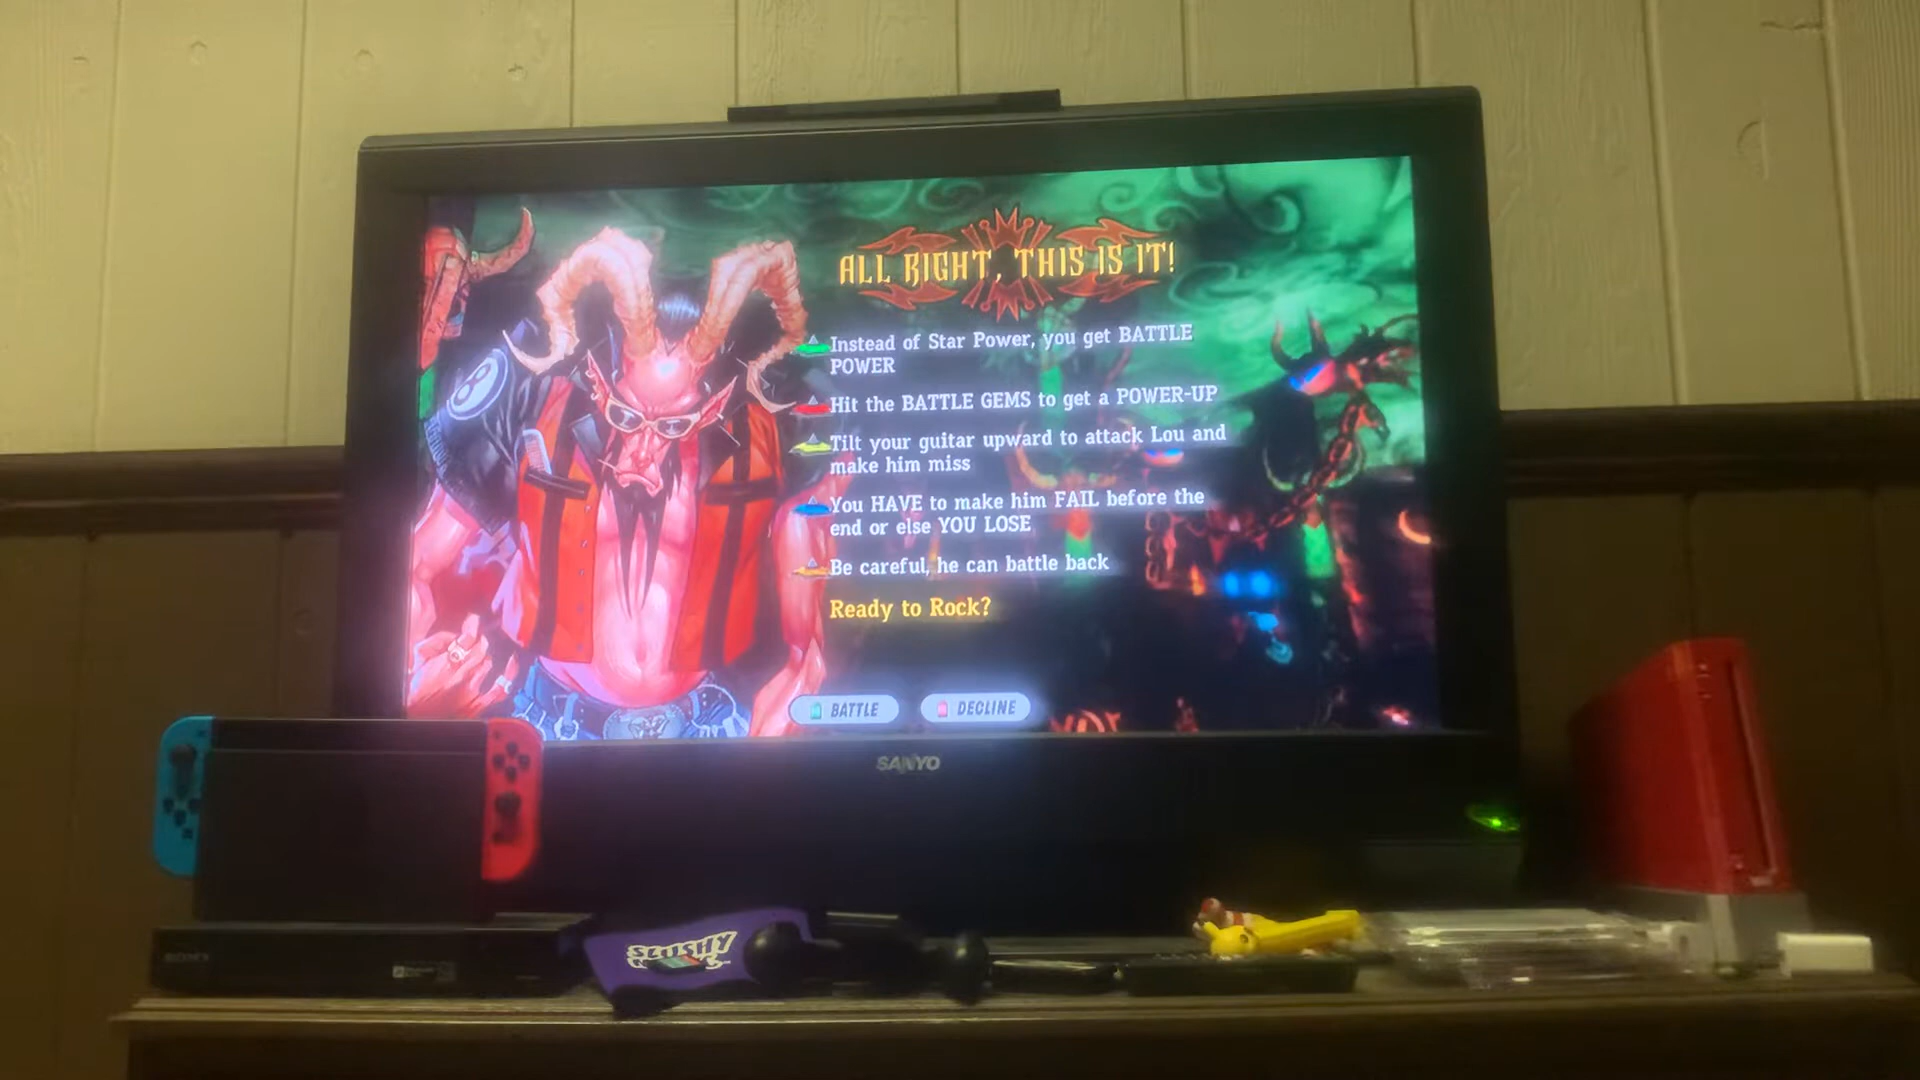 ALL RIGHT, THIS IS IT!
Instead of Star Power, you get BATTLE
POWER
Hit the BATTLE GEMS to get a POWER-UP
Tilt your guitar upward to attack Lou and
make him miss
You HAVE to make him FAIL before the
end or else YOU LOSE
Be careful, he can battle back
Ready to Rock?
BATTLE
DECLINE
SANYO
SONY
SLUSHY